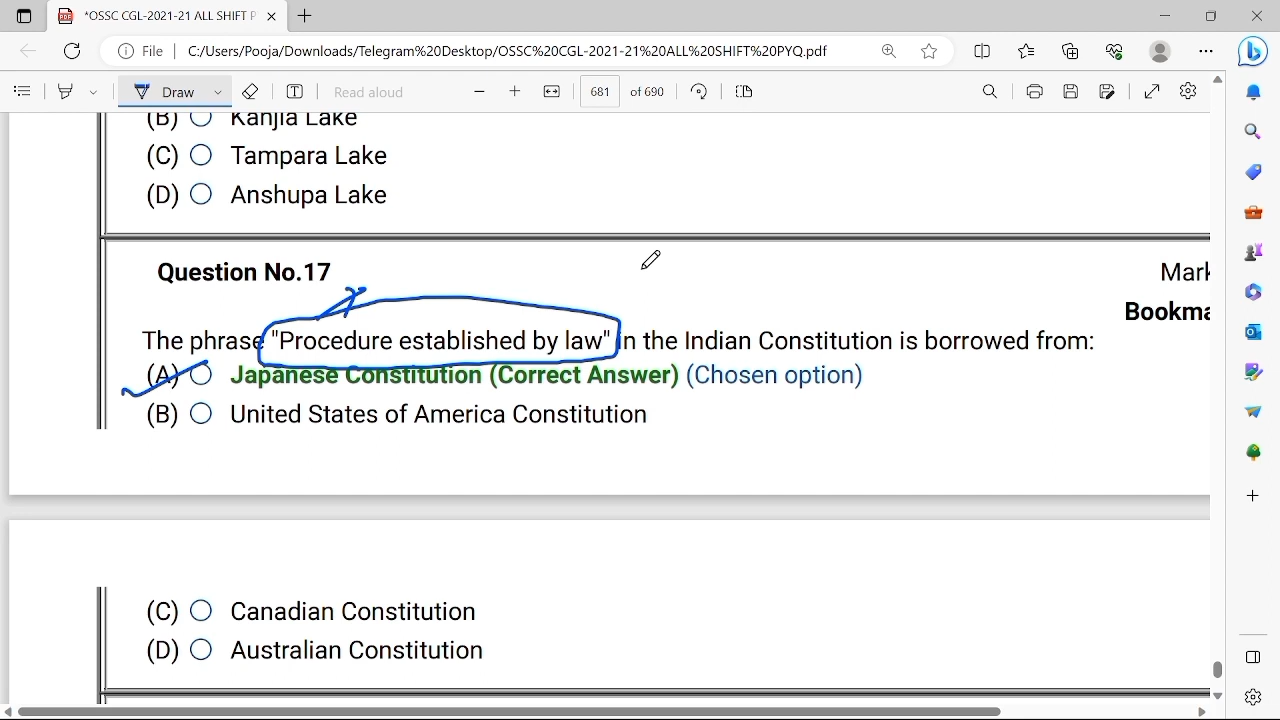 *OSSC CGL-2021-21 ALL SHIFT P
File
C:/Users/Pooja/Downloads/Telegram%20Desktop/OSSC%20CGL-2021-21%20ALL%20SHIFT%20PYQ.pdf
Draw
Read aloud
681 of 690
(B) Kanjia Lake
(C) Tampara Lake
(D) Anshupa Lake
Question No.17 Mark
Bookma
The phrase "Procedure established by law" in the Indian Constitution is borrowed from:
(A) Japanese Constitution (Correct Answer) (Chosen option)
(B) United States of America Constitution
(C) Canadian Constitution
(D) Australian Constitution